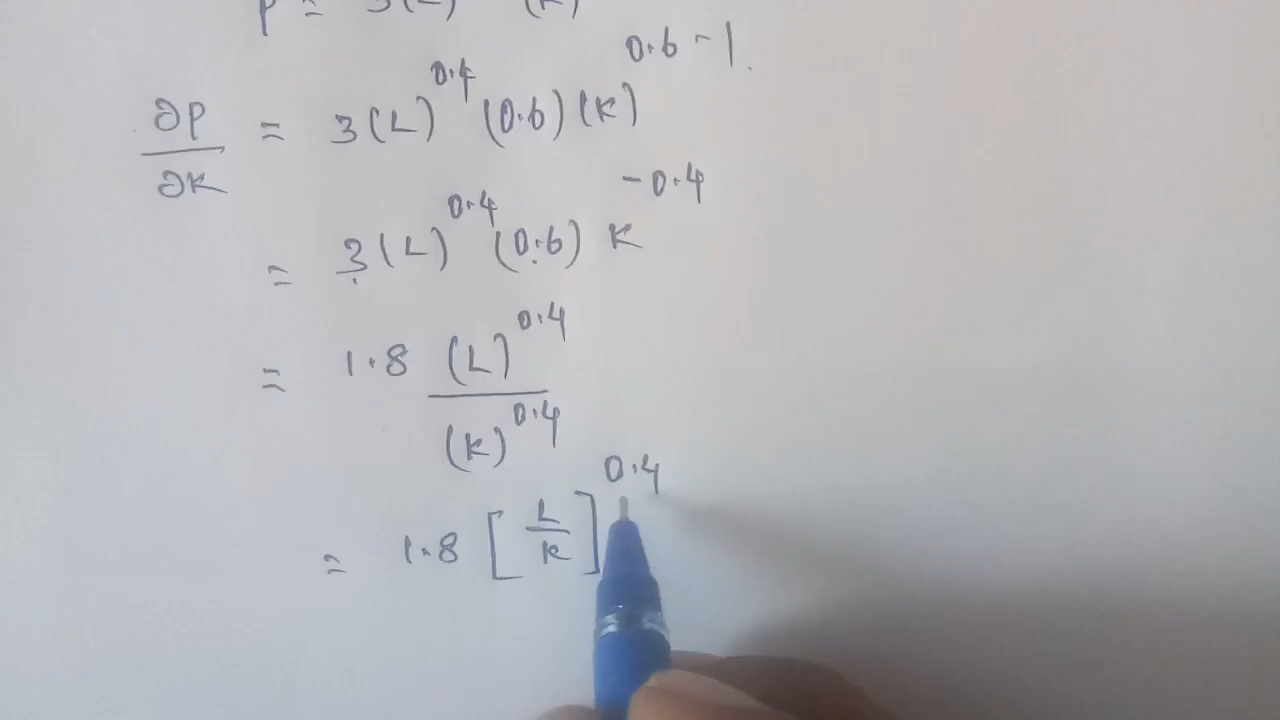 P = 3(L) (K)
∂P/∂K = 3(L)^0.4 (0.6)(K)^0.6-1
= 3(L)^0.4 (0.6) K^-0.4
= 1.8 (L)^0.4/(K)^0.4
= 1.8 [L/K]^0.4